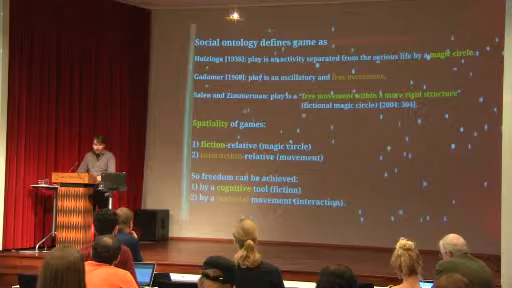 Social ontology defines game as
Huizinga [1938]: play is an activity separated from the serious life by a magic circle.
Gadamer [1960]: play is an oscillatory and free movement.
Salen and Zimmerman: play is a "free movement within a more rigid structure"
(fictional magic circle) [2004: 304].
Spatiality of games:
1) fiction-relative (magic circle)
2) interaction-relative (movement)
So freedom can be achieved:
1) by a cognitive tool (fiction)
2) by a movement (interaction).